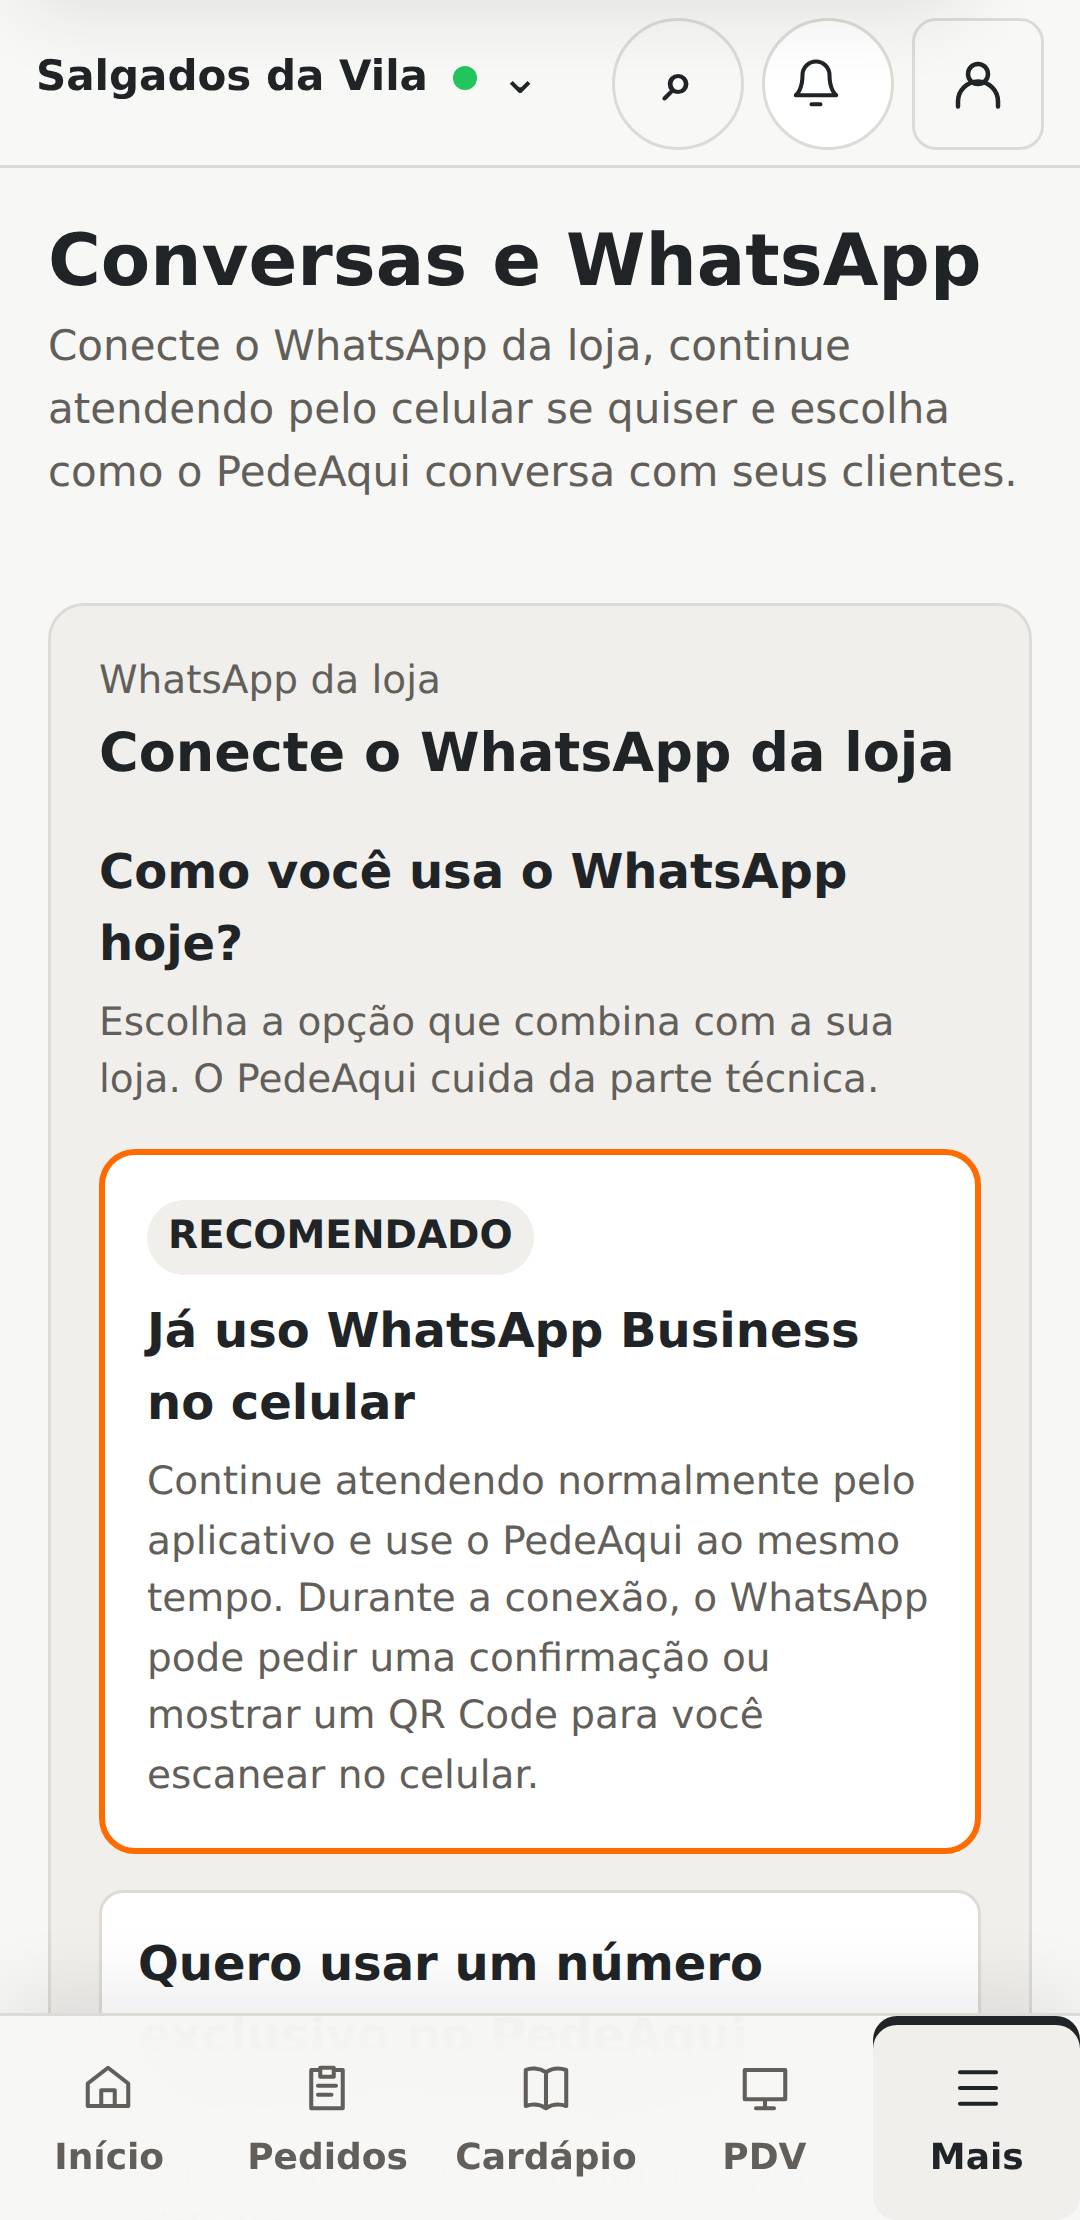 Salgados da Vila
Conversas e WhatsApp
Conecte o WhatsApp da loja, continue
atendendo pelo celular se quiser e escolha
como o PedeAqui conversa com seus clientes.
WhatsApp da loja
Conecte o WhatsApp da loja
Como você usa o WhatsApp
hoje?
Escolha a opção que combina com a sua
loja. O PedeAqui cuida da parte técnica.
RECOMENDADO
Já uso WhatsApp Business
no celular
Continue atendendo normalmente pelo
aplicativo e use o PedeAqui ao mesmo
tempo. Durante a conexão, o WhatsApp
pode pedir uma confirmação ou
mostrar um QR Code para você
escanear no celular.
Quero usar um número
exclusivo no PedeAqui
Início
Pedidos
Cardápio
PDV
Mais